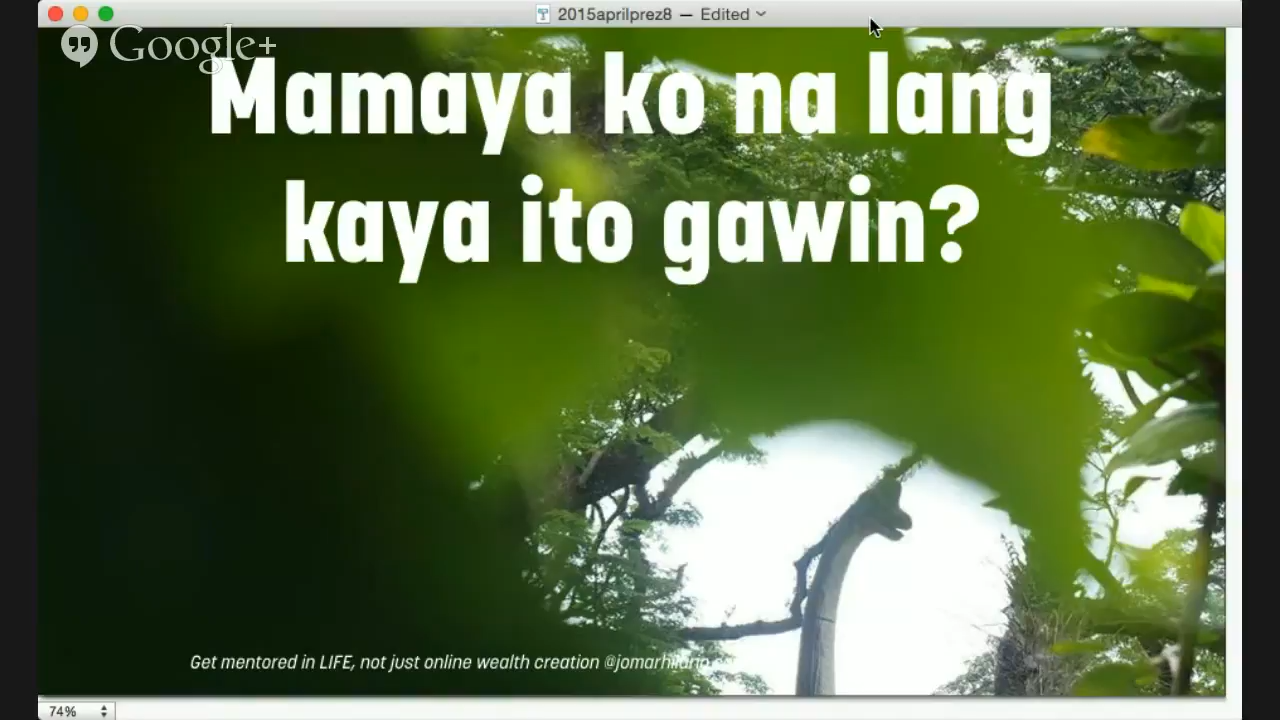 2015aprilprez8 — Edited
Google+
Mamaya ko na lang
kaya ito gawin?
Get mentored in LIFE, not just online wealth creation @jomarhilario
74%